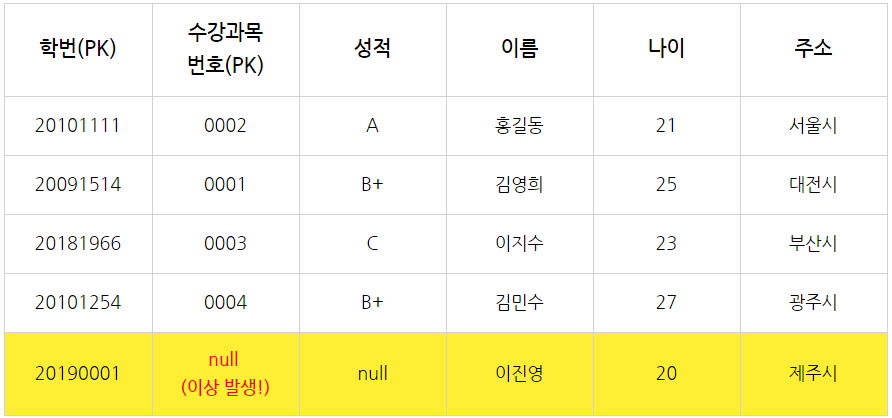 학번(PK) 수강과목 번호(PK) 성적 이름 나이 주소
20101111 0002 A 홍길동 21 서울시
20091514 0001 B+ 김영희 25 대전시
20181966 0003 C 이지수 23 부산시
20101254 0004 B+ 김민수 27 광주시
20190001 null (이상 발생!) null 이진영 20 제주시